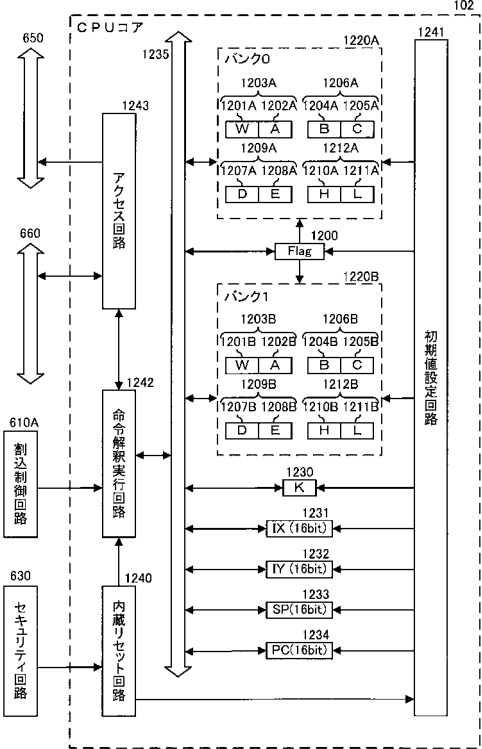 102
CPUコア
650
1235
1220A
1241
バンク0
1243
1203A
1206A
1201A 1202A 1204A 1205A
W A B C
1209A
1212A
1207A 1208A 1210A 1211A
D E H L
アクセス回路
660
1200
Flag
1220B
バンク1
1203B
1206B
1201B 1202B 1204B 1205B
W A B C
1209B
1212B
1207B 1208B 1210B 1211B
D E H L
初期値設定回路
1242
610A
命令解釈実行回路
割込制御回路
1230
K
1231
IX(16bit)
1232
IY(16bit)
630
1240
1233
SP(16bit)
セキュリティ回路
内蔵リセット回路
1234
PC(16bit)